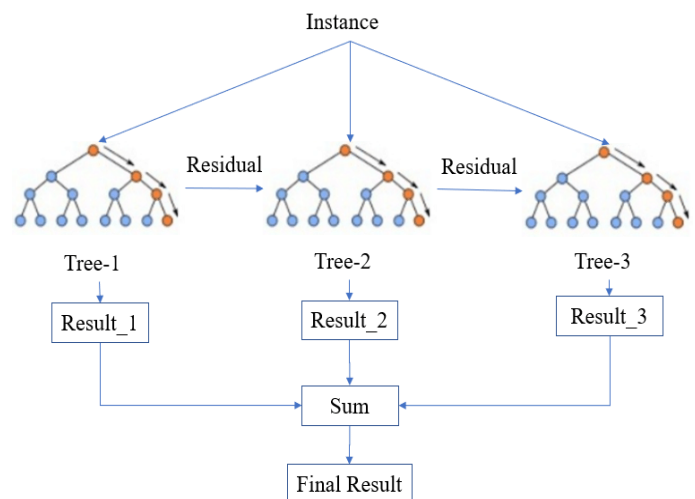 Instance
Residual
Residual
Tree-1
Tree-2
Tree-3
Result_1
Result_2
Result_3
Sum
Final Result